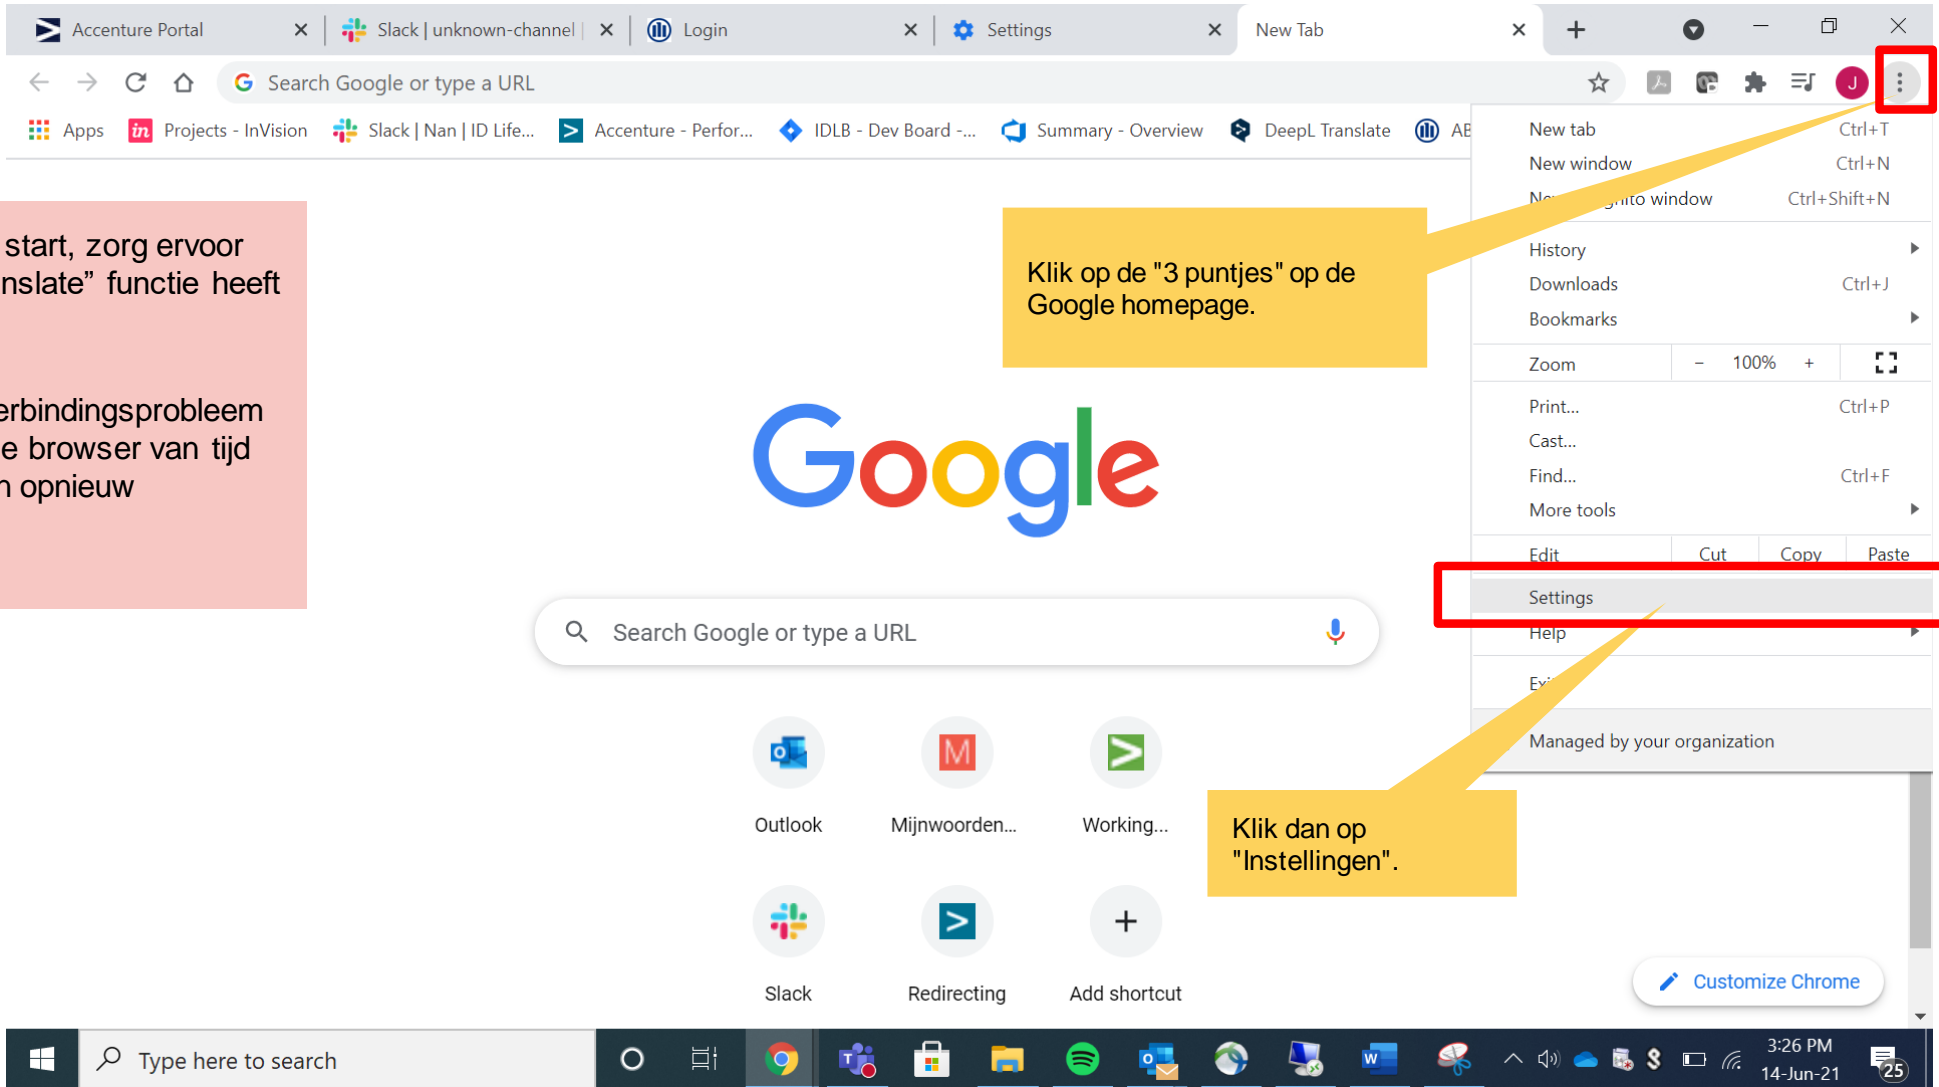 Accenture Portal
Slack | unknown-channel |
Login
Settings
New Tab
Search Google or type a URL
J
Apps
in Projects - InVision
Slack | Nan | ID Life...
Accenture - Perfor...
IDLB - Dev Board -...
Summary - Overview
DeepL Translate
New tab Ctrl+T
New window Ctrl+N
window Ctrl+Shift+N
History
Downloads Ctrl+J
Bookmarks
Zoom - 100% +
Print... Ctrl+P
Cast...
Find... Ctrl+F
More tools
Edit Cut Copy Paste
Settings
Help
Managed by your organization
start, zorg ervoor
nslate” functie heeft
erbindingsprobleem
e browser van tijd
n opnieuw
Klik op de "3 puntjes" op de
Google homepage.
Google
Search Google or type a URL
Outlook
M
Mijnwoorden...
Working...
Klik dan op
"Instellingen".
Slack
Redirecting
Add shortcut
Customize Chrome
Type here to search
3:26 PM
14-Jun-21
25